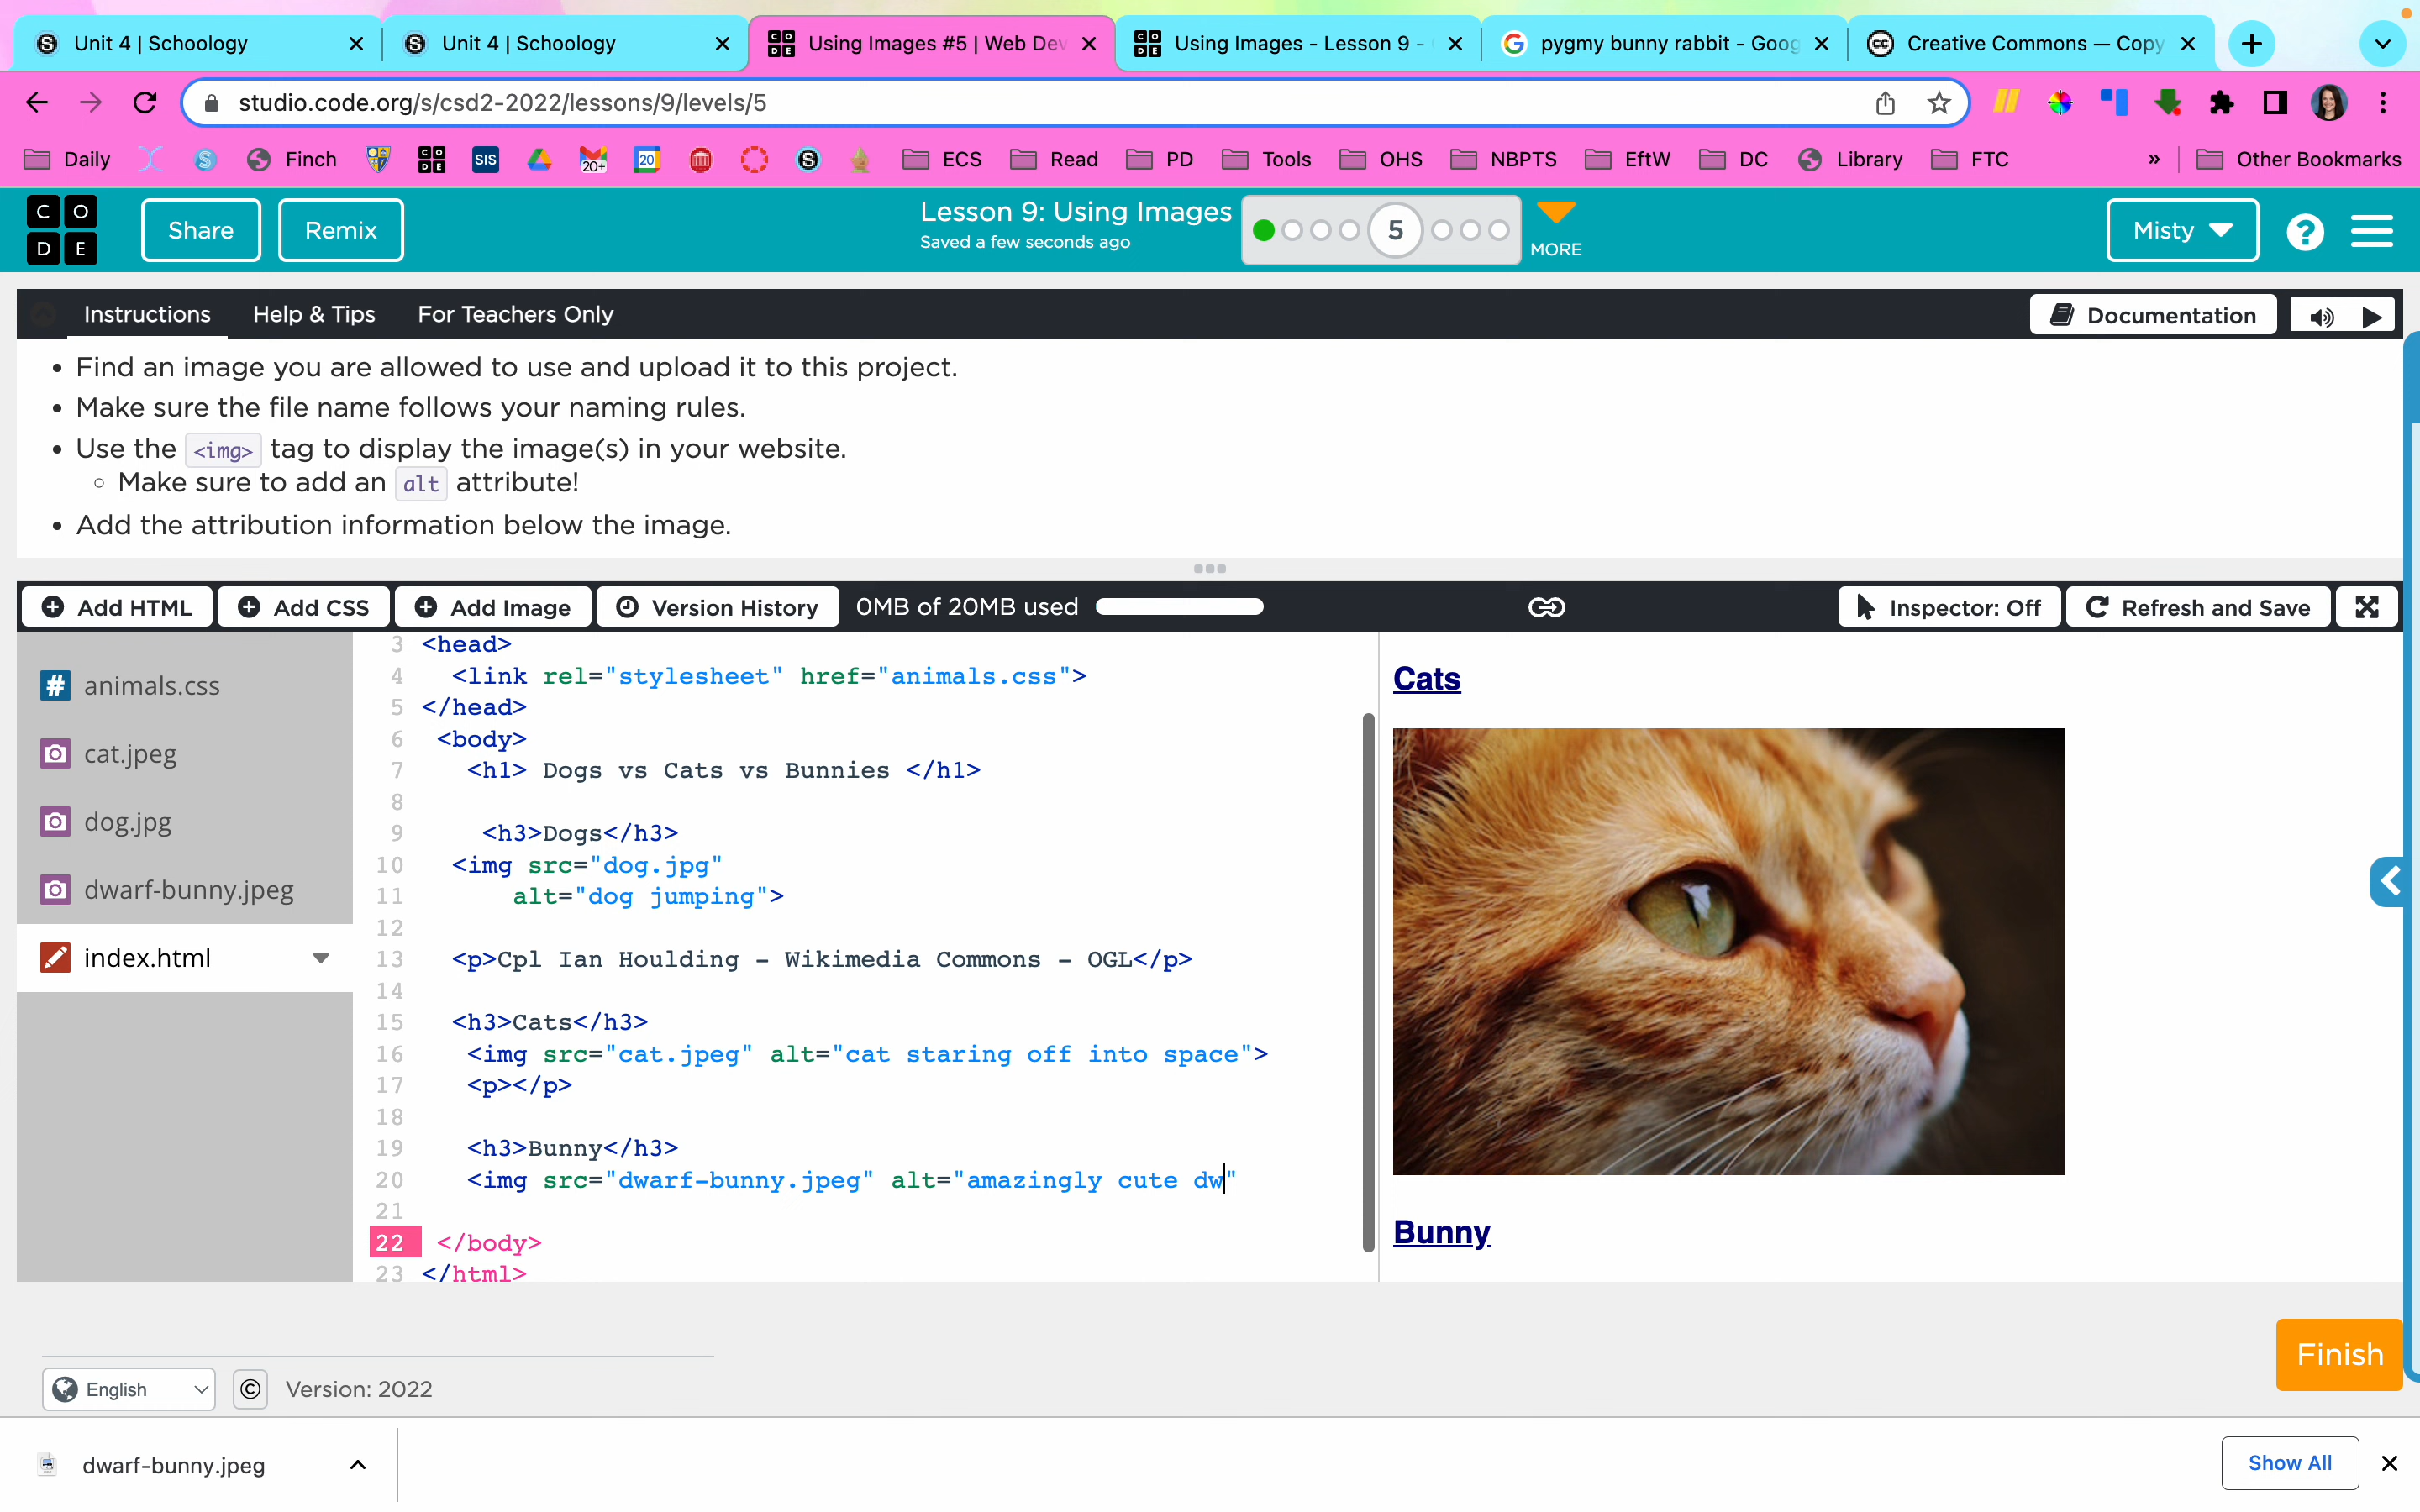 Unit 4 | Schoology
Unit 4 | Schoology
Using Images #5 | Web Dev
Using Images - Lesson 9 -
pygmy bunny rabbit - Goog
Creative Commons — Copy
studio.code.org/s/csd2-2022/lessons/9/levels/5
Daily
Finch
CODE
SIS
20+
20
ECS
Read
PD
Tools
OHS
NBPTS
EftW
DC
Library
FTC
»
Other Bookmarks
C O
D E
Share
Remix
Lesson 9: Using Images
Saved a few seconds ago
5
MORE
Misty
?
Instructions
Help & Tips
For Teachers Only
Documentation
• Find an image you are allowed to use and upload it to this project.
• Make sure the file name follows your naming rules.
• Use the <img> tag to display the image(s) in your website.
◦ Make sure to add an alt attribute!
• Add the attribution information below the image.
Add HTML
Add CSS
Add Image
Version History
0MB of 20MB used
Inspector: Off
Refresh and Save
# animals.css
cat.jpeg
dog.jpg
dwarf-bunny.jpeg
index.html
3 <head>
4 <link rel="stylesheet" href="animals.css">
5 </head>
6 <body>
7 <h1> Dogs vs Cats vs Bunnies </h1>
8
9 <h3>Dogs</h3>
10 <img src="dog.jpg"
11 alt="dog jumping">
12
13 <p>Cpl Ian Houlding - Wikimedia Commons - OGL</p>
14
15 <h3>Cats</h3>
16 <img src="cat.jpeg" alt="cat staring off into space">
17 <p></p>
18
19 <h3>Bunny</h3>
20 <img src="dwarf-bunny.jpeg" alt="amazingly cute dw"
21
22 </body>
23 </html>
Cats
Bunny
Finish
English
©
Version: 2022
dwarf-bunny.jpeg
Show All